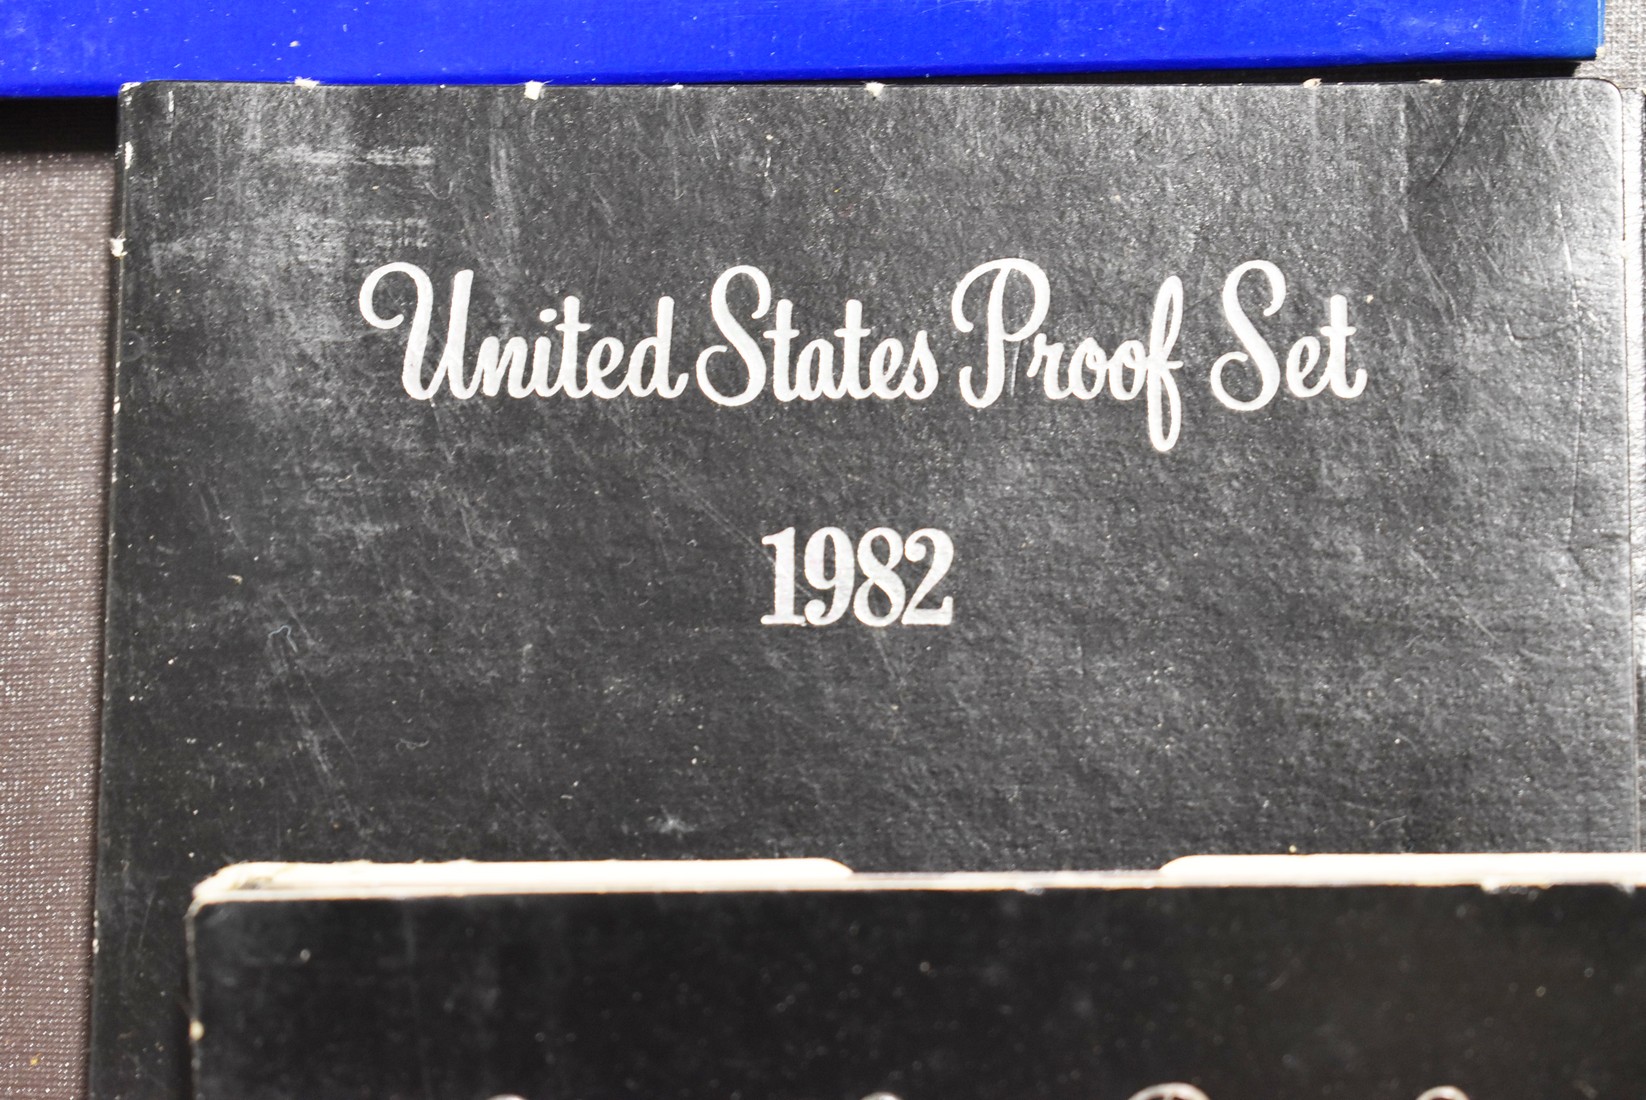 United States Proof Set
1982